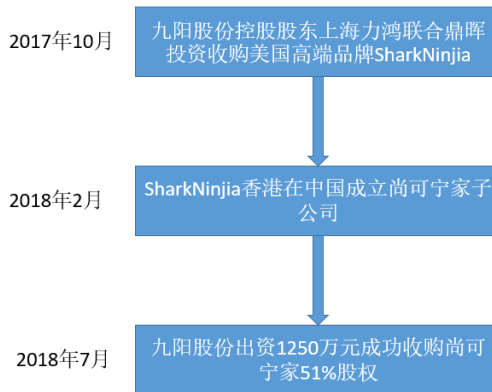 2017年10月
九阳股份控股股东上海力鸿联合鼎晖
投资收购美国高端品牌SharkNinjia
2018年2月
SharkNinjia香港在中国成立尚可宁家子
公司
2018年7月
九阳股份出资1250万元成功收购尚可
宁家51%股权